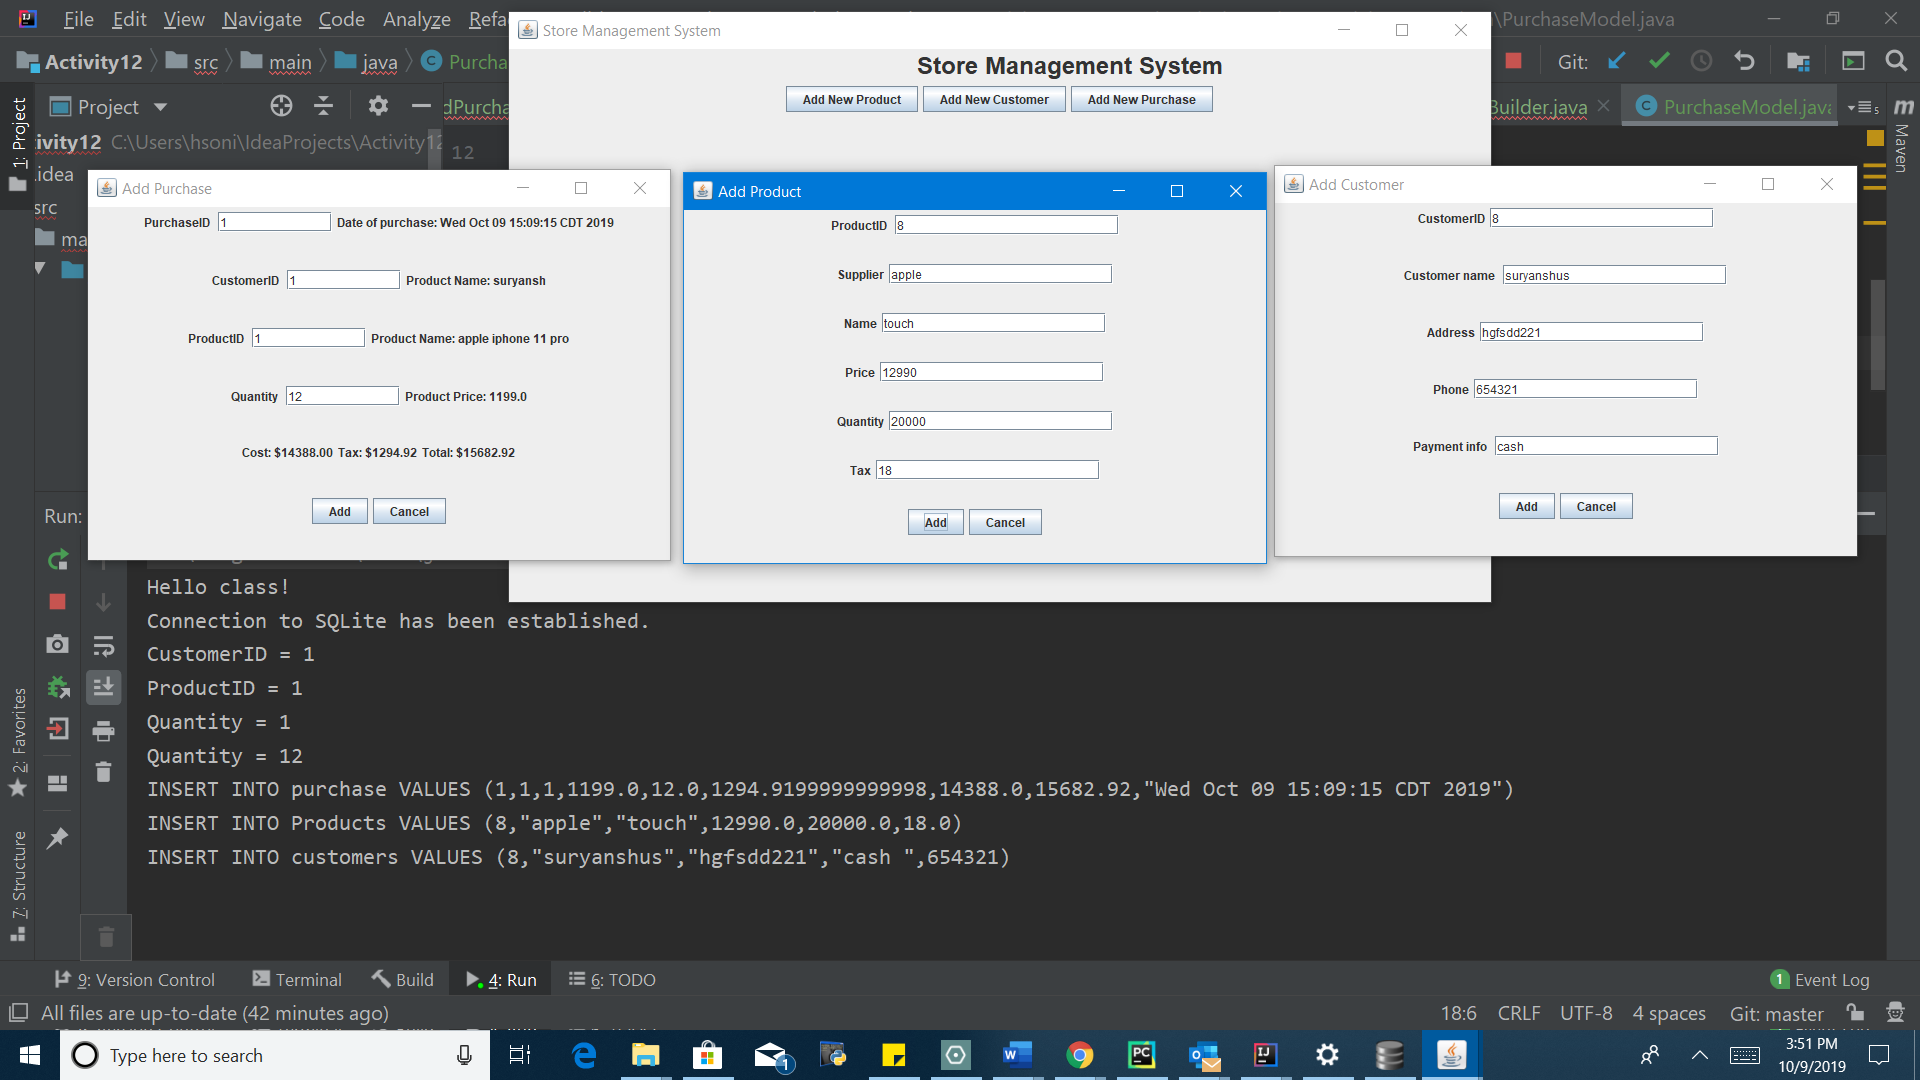 File Edit View Navigate Code Analyze Refa
\PurchaseModel.java
Store Management System
Activity12 src main java Purcha
Git:
Store Management System
Add New Product Add New Customer Add New Purchase
Project
dPurcha
Builder.java PurchaseModel.java
1: Project
Maven
ivity12 C:\Users\hsoni\IdeaProjects\Activity12
12
.idea
src
ma
Add Purchase
PurchaseID 1 Date of purchase: Wed Oct 09 15:09:15 CDT 2019
CustomerID 1 Product Name: suryansh
ProductID 1 Product Name: apple iphone 11 pro
Quantity 12 Product Price: 1199.0
Cost: $14388.00 Tax: $1294.92 Total: $15682.92
Add Cancel
Add Product
ProductID 8
Supplier apple
Name touch
Price 12990
Quantity 20000
Tax 18
Add Cancel
Add Customer
CustomerID 8
Customer name suryanshus
Address hgfsdd221
Phone 654321
Payment info cash
Add Cancel
Run:
Hello class!
Connection to SQLite has been established.
CustomerID = 1
ProductID = 1
Quantity = 1
Quantity = 12
INSERT INTO purchase VALUES (1,1,1,1199.0,12.0,1294.9199999999998,14388.0,15682.92,"Wed Oct 09 15:09:15 CDT 2019")
INSERT INTO Products VALUES (8,"apple","touch",12990.0,20000.0,18.0)
INSERT INTO customers VALUES (8,"suryanshus","hgfsdd221","cash ",654321)
2: Favorites
7: Structure
9: Version Control Terminal Build 4: Run 6: TODO
1 Event Log
All files are up-to-date (42 minutes ago)
18:6 CRLF UTF-8 4 spaces Git: master
Type here to search
3:51 PM
10/9/2019